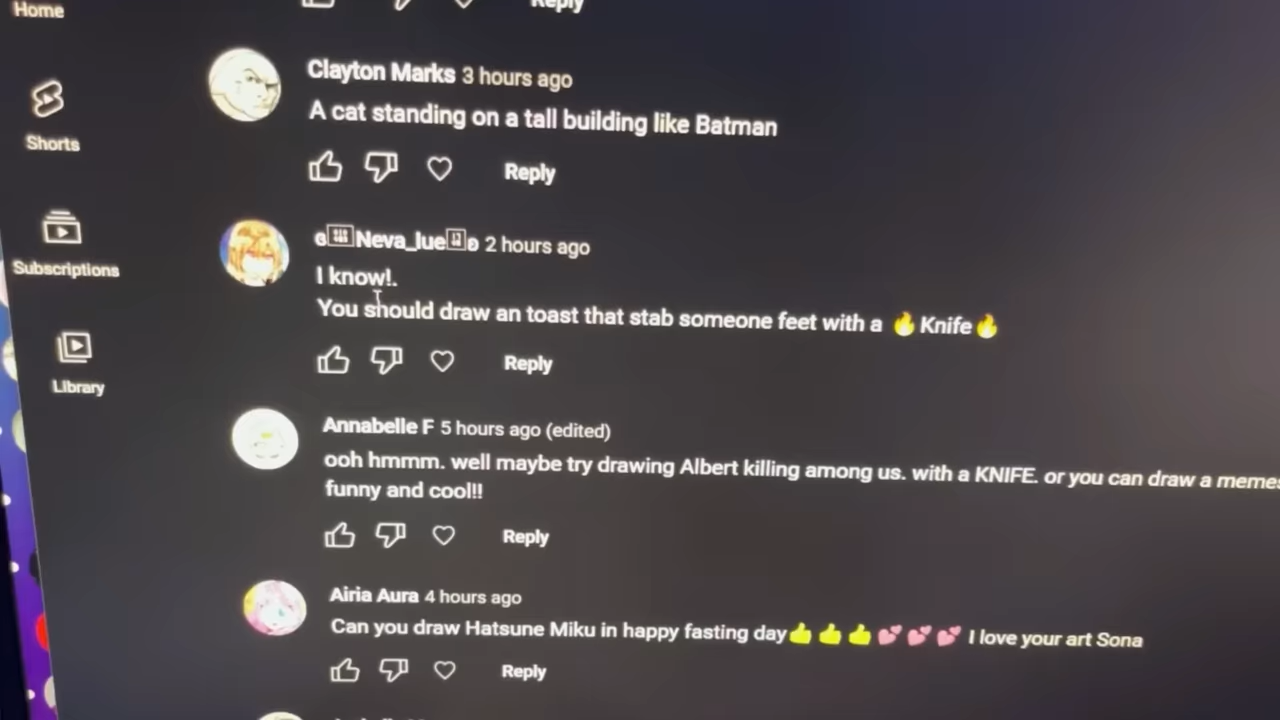 Home
Reply
Shorts
Subscriptions
Library
Clayton Marks 3 hours ago
A cat standing on a tall building like Batman
Reply
Neva_lue 2 hours ago
I know!.
You should draw an toast that stab someone feet with a 🔥Knife🔥
Reply
Annabelle F 5 hours ago (edited)
ooh hmmm. well maybe try drawing Albert killing among us. with a KNIFE. or you can draw a memes
funny and cool!!
Reply
Airia Aura 4 hours ago
Can you draw Hatsune Miku in happy fasting day👍👍👍💕💕💕 I love your art Sona
Reply